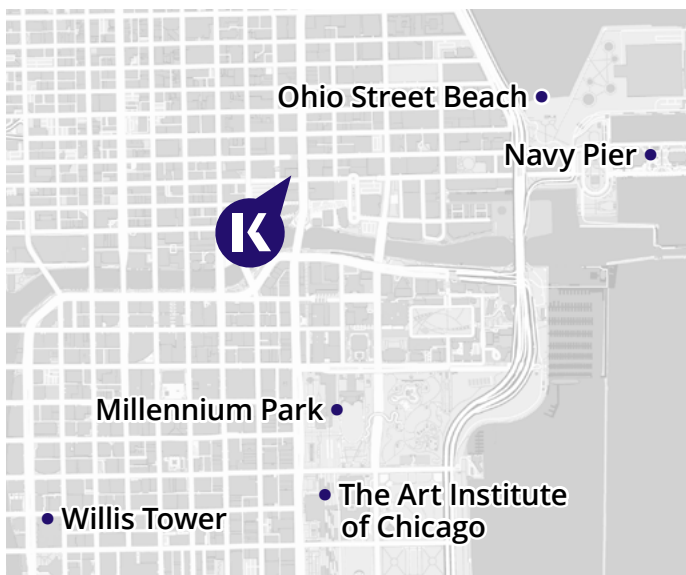 Ohio Street Beach
Navy Pier
K
Millennium Park
The Art Institute
of Chicago
Willis Tower